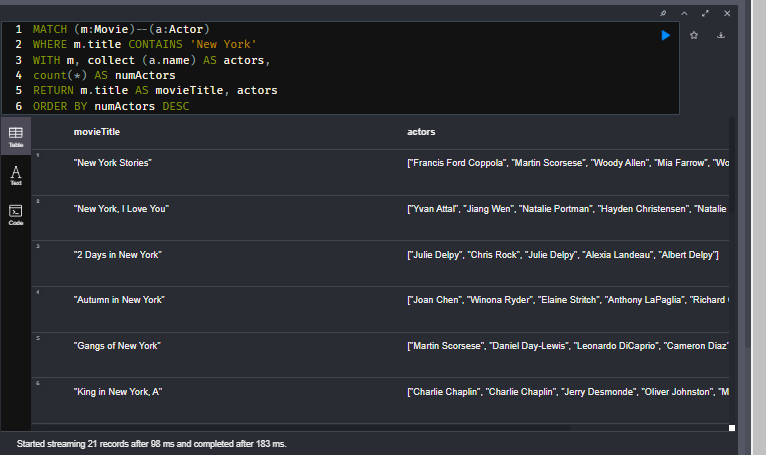 1 MATCH (m:Movie)--(a:Actor)
2 WHERE m.title CONTAINS 'New York'
3 WITH m, collect (a.name) AS actors,
4 count(*) AS numActors
5 RETURN m.title AS movieTitle, actors
6 ORDER BY numActors DESC
Table
Text
Code
movieTitle actors
1 "New York Stories" ["Francis Ford Coppola", "Martin Scorsese", "Woody Allen", "Mia Farrow", "Wo
2 "New York, I Love You" ["Yvan Attal", "Jiang Wen", "Natalie Portman", "Hayden Christensen", "Natalie
3 "2 Days in New York" ["Julie Delpy", "Chris Rock", "Julie Delpy", "Alexia Landeau", "Albert Delpy"]
4 "Autumn in New York" ["Joan Chen", "Winona Ryder", "Elaine Stritch", "Anthony LaPaglia", "Richard
5 "Gangs of New York" ["Martin Scorsese", "Daniel Day-Lewis", "Leonardo DiCaprio", "Cameron Diaz"
6 "King in New York, A" ["Charlie Chaplin", "Charlie Chaplin", "Jerry Desmonde", "Oliver Johnston", "M
Started streaming 21 records after 98 ms and completed after 183 ms.